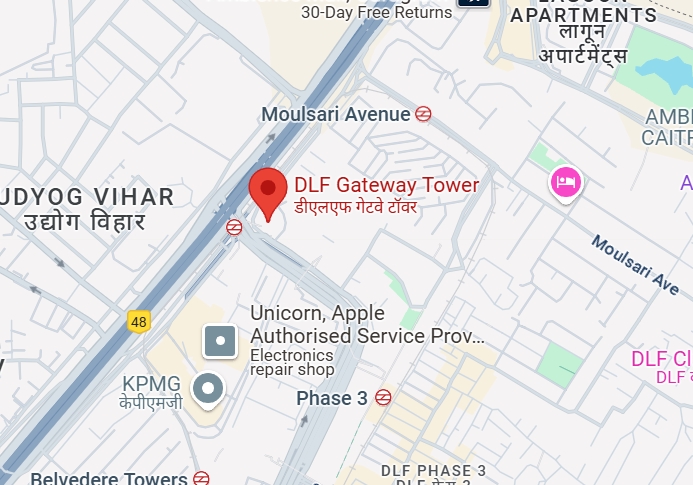 30-Day Free Returns
APARTMENTS
लागून
अपार्टमेंट्स
Moulsari Avenue
AMBI
CAITR
DLF Gateway Tower
डीएलएफ गेटवे टॉवर
UDYOG VIHAR
उद्योग विहार
A
Moulsari Ave
48
Unicorn, Apple
Authorised Service Prov...
Electronics
repair shop
DLF Cl
DLF
KPMG
केपीएमजी
Phase 3
DLF PHASE 3
Belvedere Towers